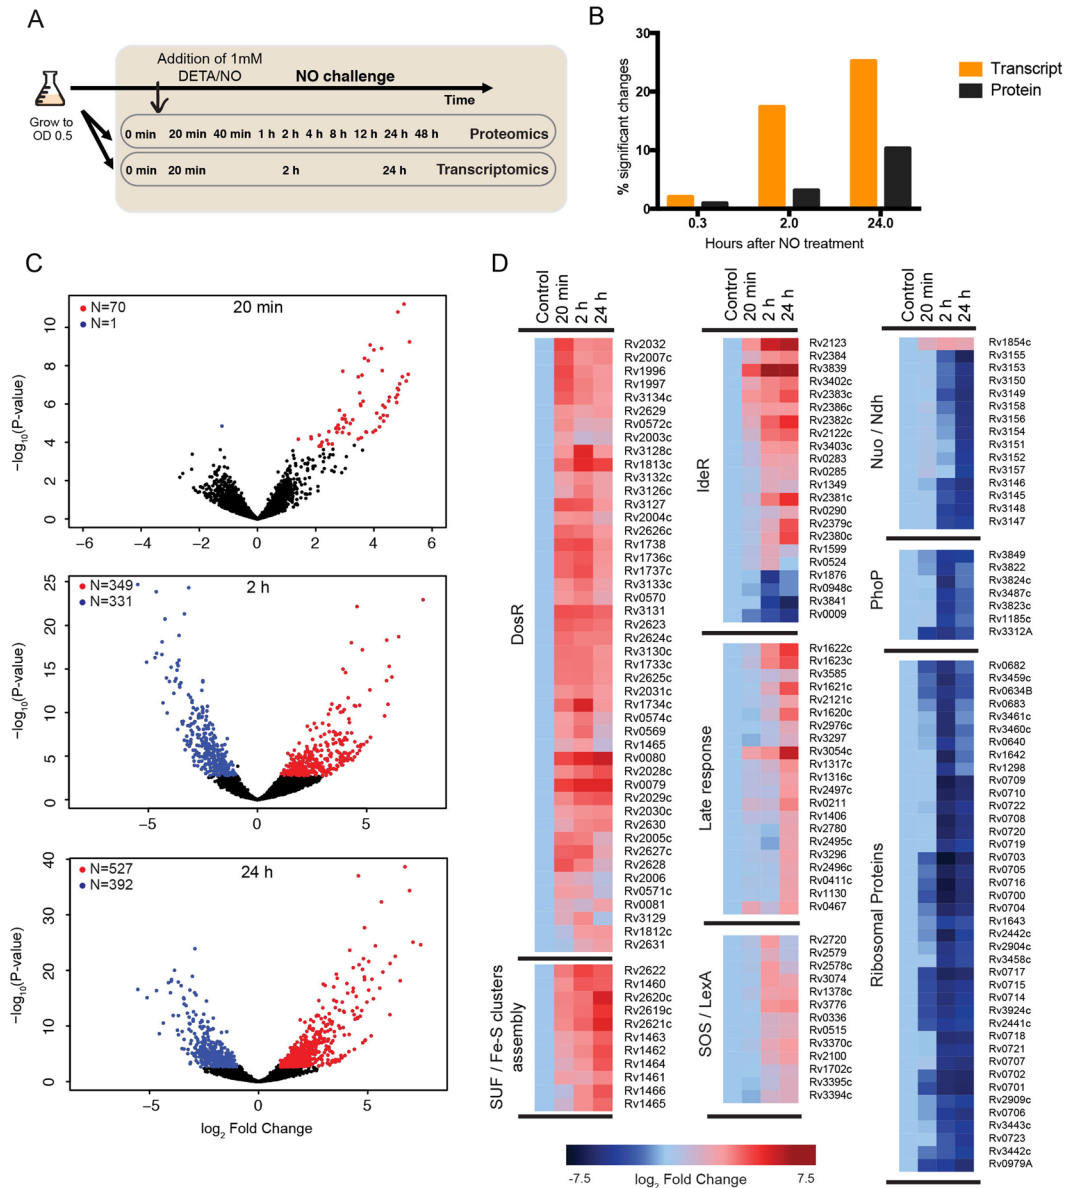 A
Addition of 1mM
DETA/NO
NO challenge
Time
Grow to
OD 0.5
0 min 20 min 40 min 1 h 2 h 4 h 8 h 12 h 24 h 48 h Proteomics
0 min 20 min 2 h 24 h Transcriptomics
B
30
20
10
0
% significant changes
0.3 2.0 24.0
Hours after NO treatment
Transcript
Protein
C
N=70
N=1
20 min
10
8
6
4
2
0
−log10(P-value)
−6 −4 −2 0 2 4 6
N=349
N=331
2 h
25
20
15
10
5
0
−log10(P-value)
−5 0 5
N=527
N=392
24 h
40
30
20
10
0
−log10(P-value)
−5 0 5
log2 Fold Change
D
Control
20 min
2 h
24 h
DosR
Rv2032
Rv2007c
Rv1996
Rv1997
Rv3134c
Rv2629
Rv0572c
Rv2003c
Rv3128c
Rv1813c
Rv3132c
Rv3126c
Rv3127
Rv2004c
Rv2626c
Rv1738
Rv1736c
Rv1737c
Rv3133c
Rv0570
Rv3131
Rv2623
Rv2624c
Rv3130c
Rv1733c
Rv2625c
Rv2031c
Rv1734c
Rv0574c
Rv0569
Rv1465
Rv0080
Rv2028c
Rv0079
Rv2029c
Rv2030c
Rv2630
Rv2005c
Rv2627c
Rv2628
Rv2006
Rv0571c
Rv0081
Rv3129
Rv1812c
Rv2631
SUF / Fe-S clusters
assembly
Rv2622
Rv1460
Rv2620c
Rv2619c
Rv2621c
Rv1463
Rv1462
Rv1464
Rv1461
Rv1466
Rv1465
Control
20 min
2 h
24 h
IdeR
Rv2123
Rv2384
Rv3839
Rv3402c
Rv2383c
Rv2386c
Rv2382c
Rv2122c
Rv3403c
Rv0283
Rv0285
Rv1349
Rv2381c
Rv0290
Rv2379c
Rv2380c
Rv1599
Rv0524
Rv1876
Rv0948c
Rv3841
Rv0009
Late response
Rv1622c
Rv1623c
Rv3585
Rv1621c
Rv2121c
Rv1620c
Rv2976c
Rv3297
Rv3054c
Rv1317c
Rv1316c
Rv2497c
Rv0211
Rv1406
Rv2780
Rv2495c
Rv3296
Rv2496c
Rv0411c
Rv1130
Rv0467
SOS / LexA
Rv2720
Rv2579
Rv2578c
Rv3074
Rv1378c
Rv3776
Rv0336
Rv0515
Rv3370c
Rv2100
Rv1702c
Rv3395c
Rv3394c
Control
20 min
2 h
24 h
Nuo / Ndh
Rv1854c
Rv3155
Rv3153
Rv3150
Rv3149
Rv3158
Rv3156
Rv3154
Rv3151
Rv3152
Rv3157
Rv3146
Rv3145
Rv3148
Rv3147
PhoP
Rv3849
Rv3822
Rv3824c
Rv3487c
Rv3823c
Rv1185c
Rv3312A
Ribosomal Proteins
Rv0682
Rv3459c
Rv0634B
Rv0683
Rv3461c
Rv3460c
Rv0640
Rv1642
Rv1298
Rv0709
Rv0710
Rv0722
Rv0708
Rv0720
Rv0719
Rv0703
Rv0705
Rv0716
Rv0700
Rv0704
Rv1643
Rv2442c
Rv2904c
Rv3458c
Rv0717
Rv0715
Rv0714
Rv3924c
Rv2441c
Rv0718
Rv0721
Rv0707
Rv0702
Rv0701
Rv2909c
Rv0706
Rv3443c
Rv0723
Rv3442c
Rv0979A
-7.5 log2 Fold Change 7.5